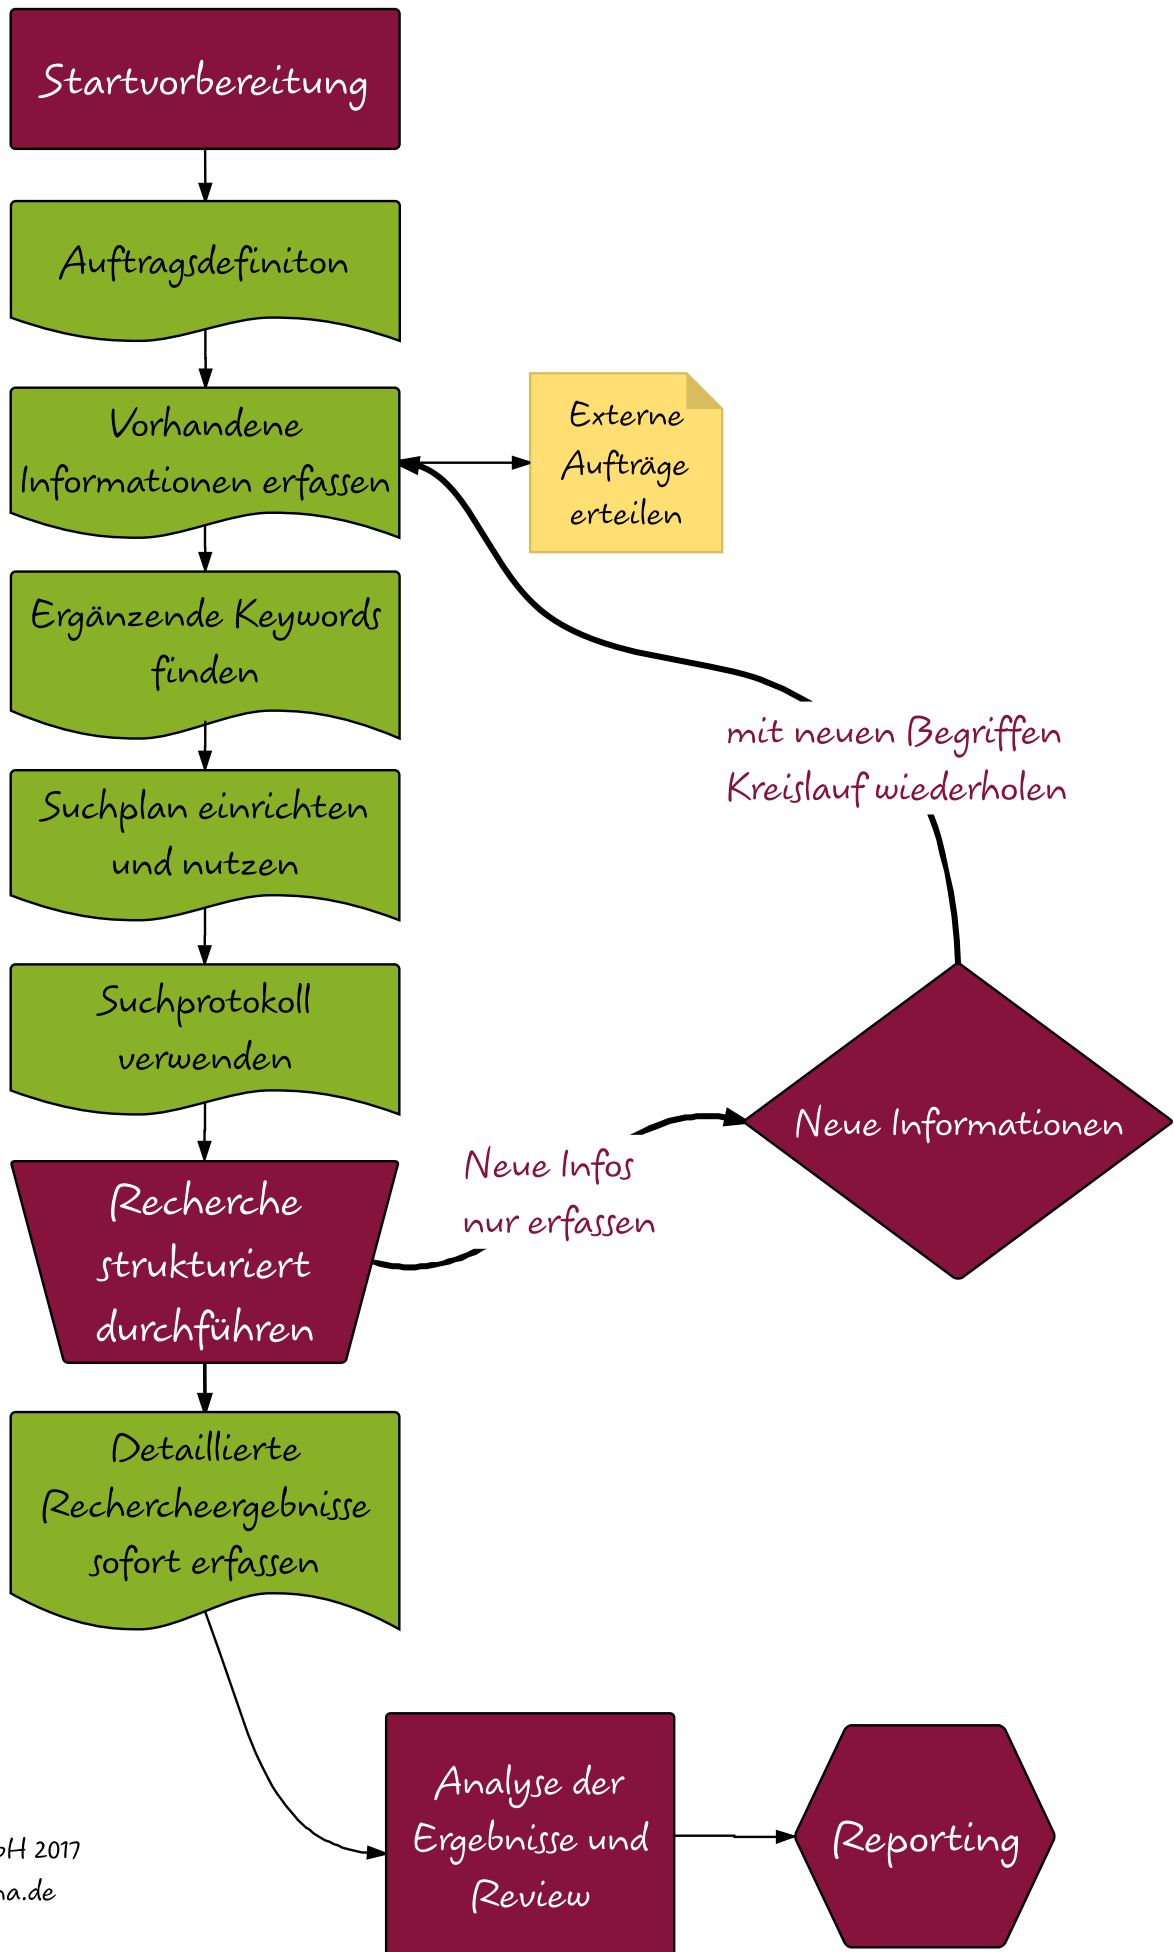 Startvorbereitung
Auftragsdefiniton
Vorhandene
Informationen erfassen
Externe
Aufträge
erteilen
Ergänzende Keywords
finden
mit neuen Begriffen
Kreislauf wiederholen
Suchplan einrichten
und nutzen
Suchprotokoll
verwenden
Neue Informationen
Neue Infos
nur erfassen
Recherche
strukturiert
durchführen
Detaillierte
Rechercheergebnisse
sofort erfassen
Analyse der
Ergebnisse und
Review
Reporting
2017